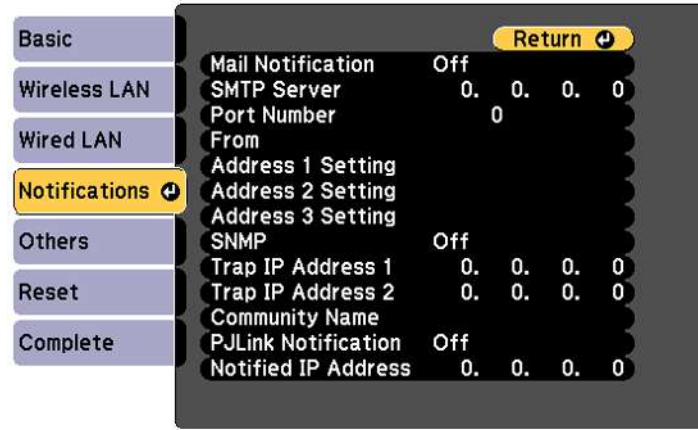 Basic
Wireless LAN
Wired LAN
Notifications
Others
Reset
Complete
Return
Mail Notification Off
SMTP Server 0. 0. 0. 0
Port Number 0
From
Address 1 Setting
Address 2 Setting
Address 3 Setting
SNMP Off
Trap IP Address 1 0. 0. 0. 0
Trap IP Address 2 0. 0. 0. 0
Community Name
PJLink Notification Off
Notified IP Address 0. 0. 0. 0